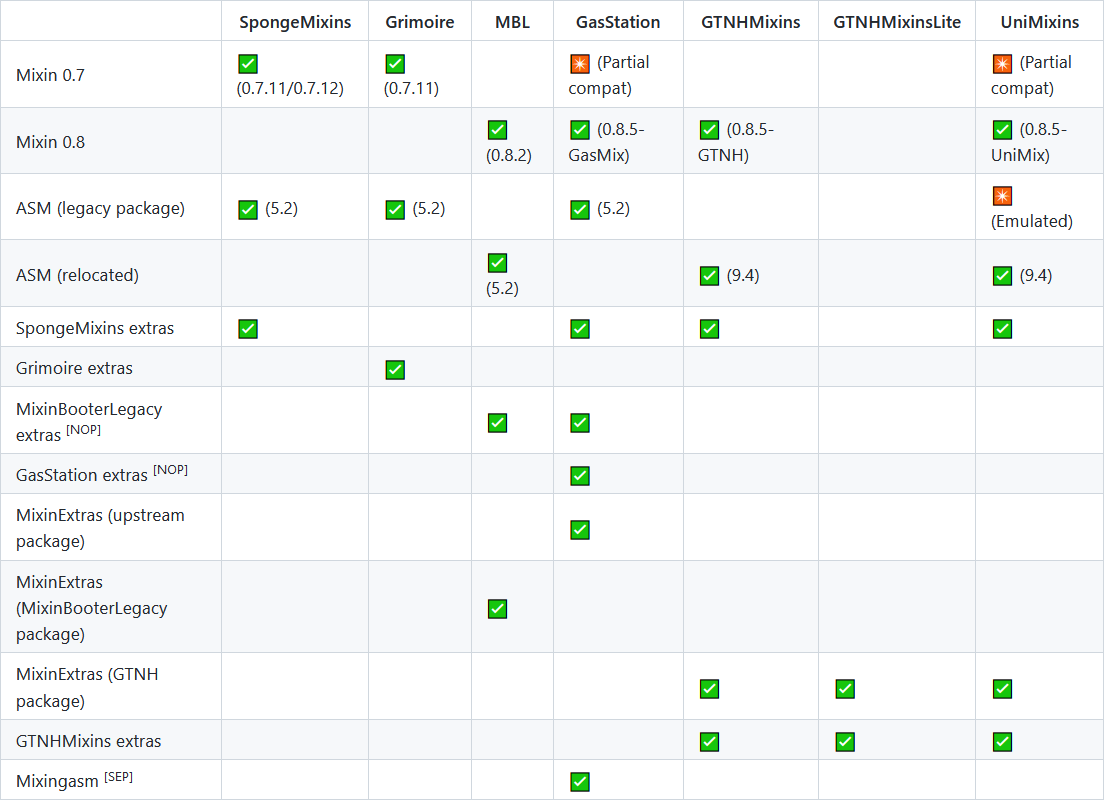 SpongeMixins Grimoire MBL GasStation GTNHMixins GTNHMixinsLite UniMixins
Mixin 0.7 ✅ (0.7.11/0.7.12) ✅ (0.7.11) (Partial compat) (Partial compat)
Mixin 0.8 ✅ (0.8.2) ✅ (0.8.5-GasMix) ✅ (0.8.5-GTNH) ✅ (0.8.5-UniMix)
ASM (legacy package) ✅ (5.2) ✅ (5.2) ✅ (5.2) (Emulated)
ASM (relocated) ✅ (5.2) ✅ (9.4) ✅ (9.4)
SpongeMixins extras ✅ ✅ ✅ ✅
Grimoire extras ✅
MixinBooterLegacy
extras [NOP] ✅ ✅
GasStation extras [NOP] ✅
MixinExtras (upstream
package) ✅
MixinExtras
(MixinBooterLegacy
package) ✅
MixinExtras (GTNH
package) ✅ ✅ ✅
GTNHMixins extras ✅ ✅ ✅
Mixingasm [SEP] ✅